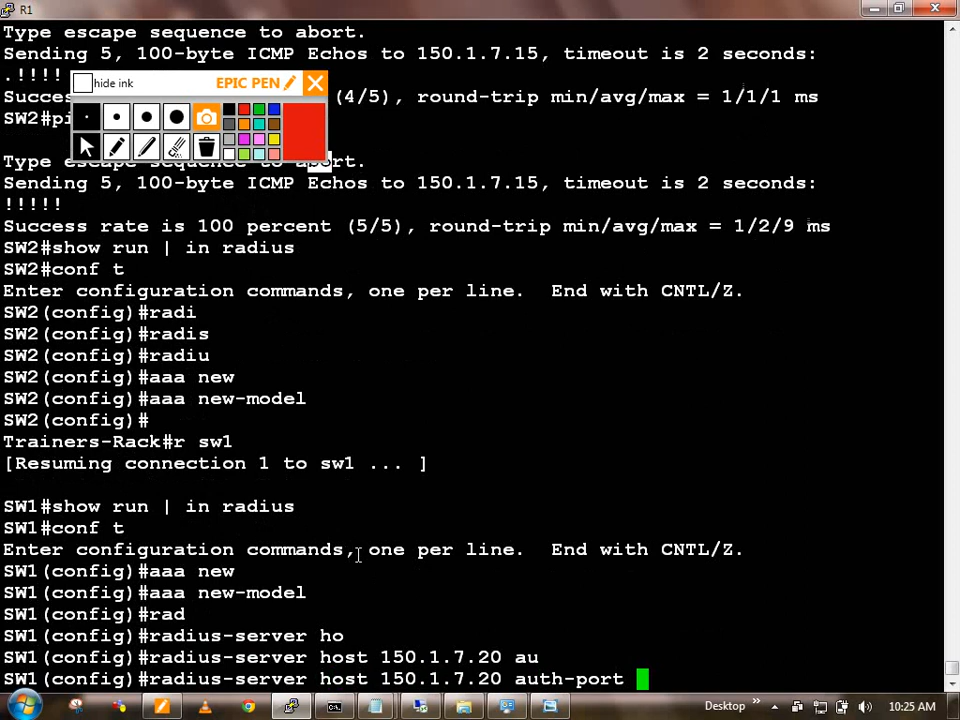 R1
Type escape sequence to abort.
Sending 5, 100-byte ICMP Echos to 150.1.7.15, timeout is 2 seconds:
.!!!!
hide ink
EPIC PEN
Succes
(4/5), round-trip min/avg/max = 1/1/1 ms
SW2#pi
Type escape sequence to abort.
Sending 5, 100-byte ICMP Echos to 150.1.7.15, timeout is 2 seconds:
!!!!!
Success rate is 100 percent (5/5), round-trip min/avg/max = 1/2/9 ms
SW2#show run | in radius
SW2#conf t
Enter configuration commands, one per line.  End with CNTL/Z.
SW2(config)#radi
SW2(config)#radis
SW2(config)#radiu
SW2(config)#aaa new
SW2(config)#aaa new-model
SW2(config)#
Trainers-Rack#r sw1
[Resuming connection 1 to sw1 ... ]
SW1#show run | in radius
SW1#conf t
Enter configuration commands, one per line.  End with CNTL/Z.
SW1(config)#aaa new
SW1(config)#aaa new-model
SW1(config)#rad
SW1(config)#radius-server ho
SW1(config)#radius-server host 150.1.7.20 au
SW1(config)#radius-server host 150.1.7.20 auth-port
Desktop
10:25 AM